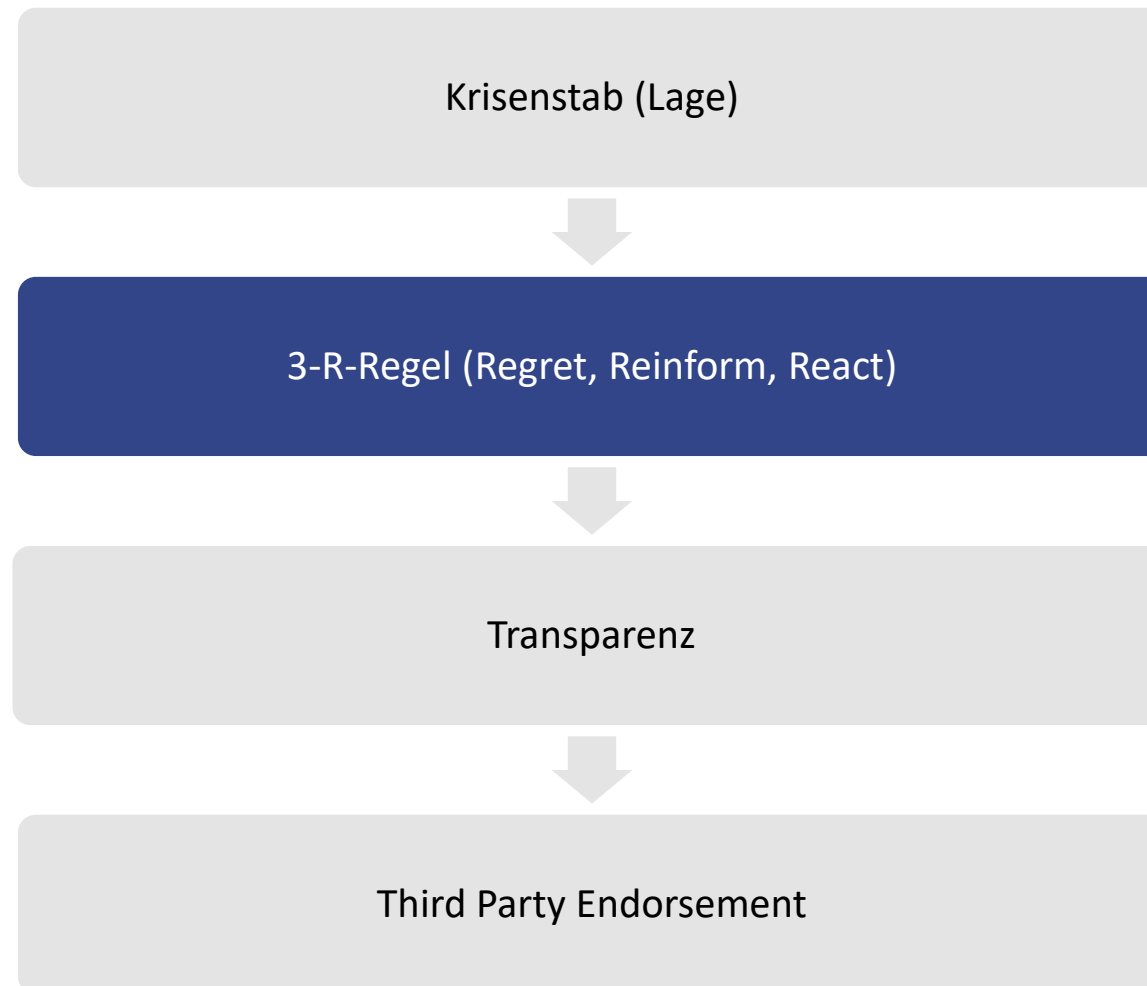 Krisenstab (Lage)
3-R-Regel (Regret, Reinform, React)
Transparenz
Third Party Endorsement